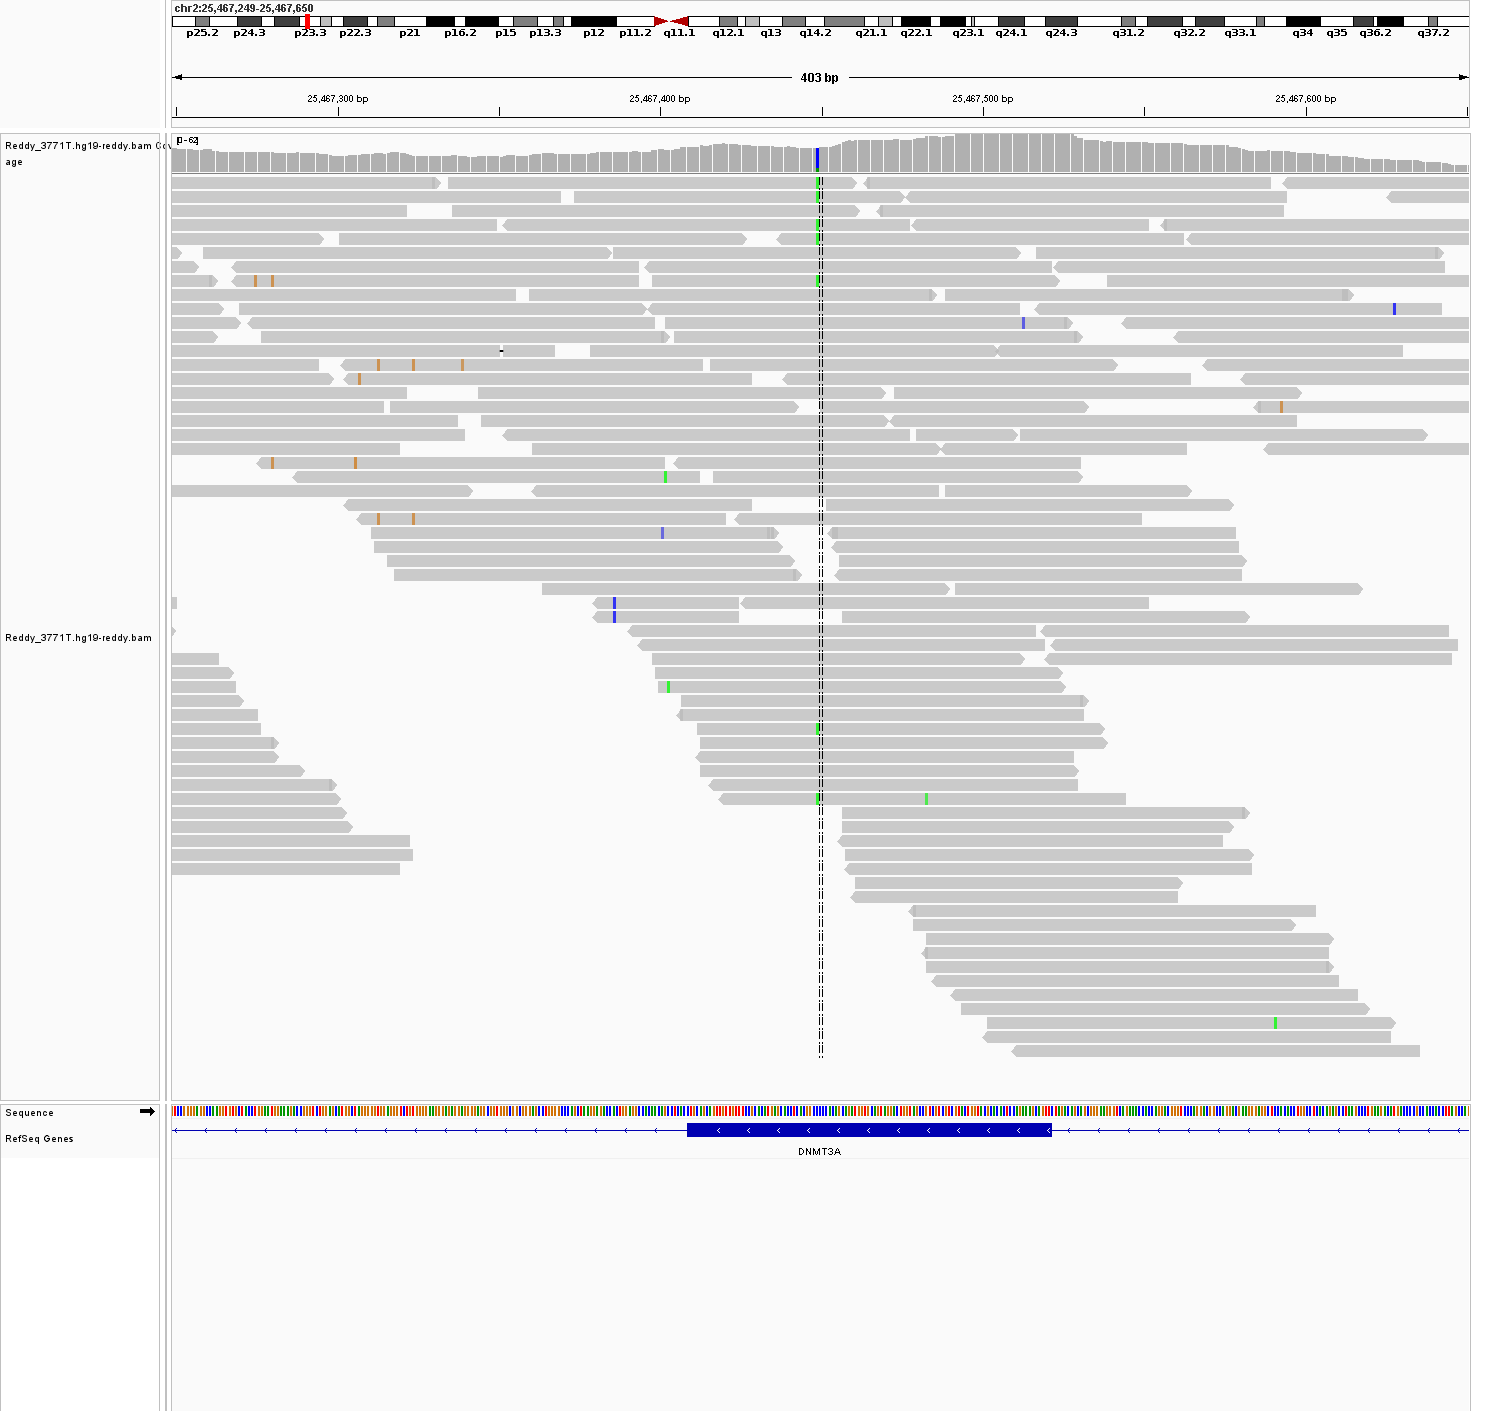 chr2:25,467,249-25,467,650
p25.2 p24.3 p23.3 p22.3 p21 p16.2 p15 p13.3 p12 p11.2 q11.1 q12.1 q13 q14.2 q21.1 q22.1 q23.1 q24.1 q24.3 q31.2 q32.2 q33.1 q34 q35 q36.2 q37.2
403 bp
25,467,300 bp 25,467,400 bp 25,467,500 bp 25,467,600 bp
[0-62]
Reddy_3771T.hg19-reddy.bam Cov
age
Reddy_3771T.hg19-reddy.bam
Sequence
RefSeq Genes
DNMT3A